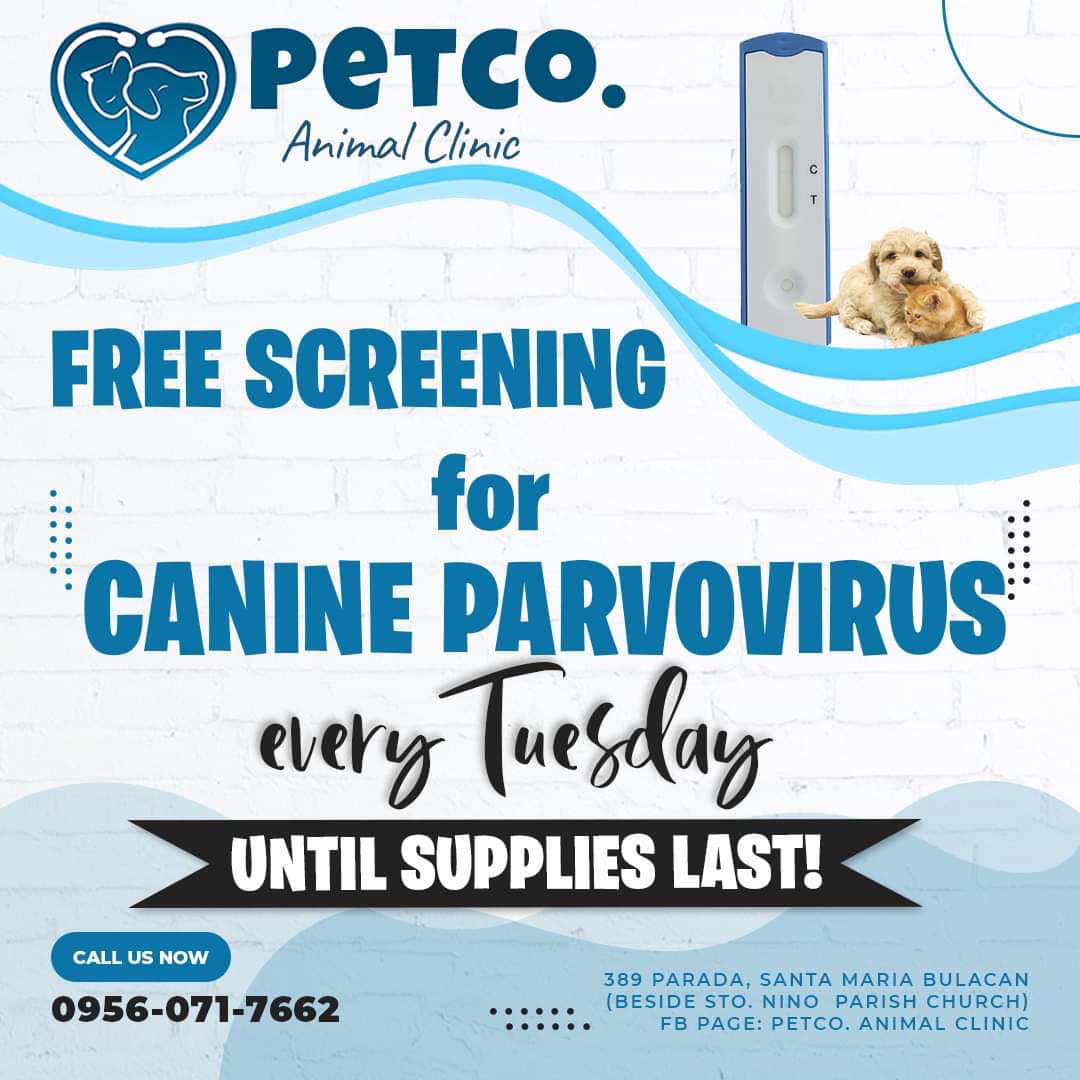 PETCO.
Animal Clinic
C
T
FREE SCREENING
for
CANINE PARVOVIRUS
every Tuesday
UNTIL SUPPLIES LAST!
CALL US NOW
0956-071-7662
389 PARADA, SANTA MARIA BULACAN
(BESIDE STO. NINO PARISH CHURCH)
FB PAGE: PETCO. ANIMAL CLINIC